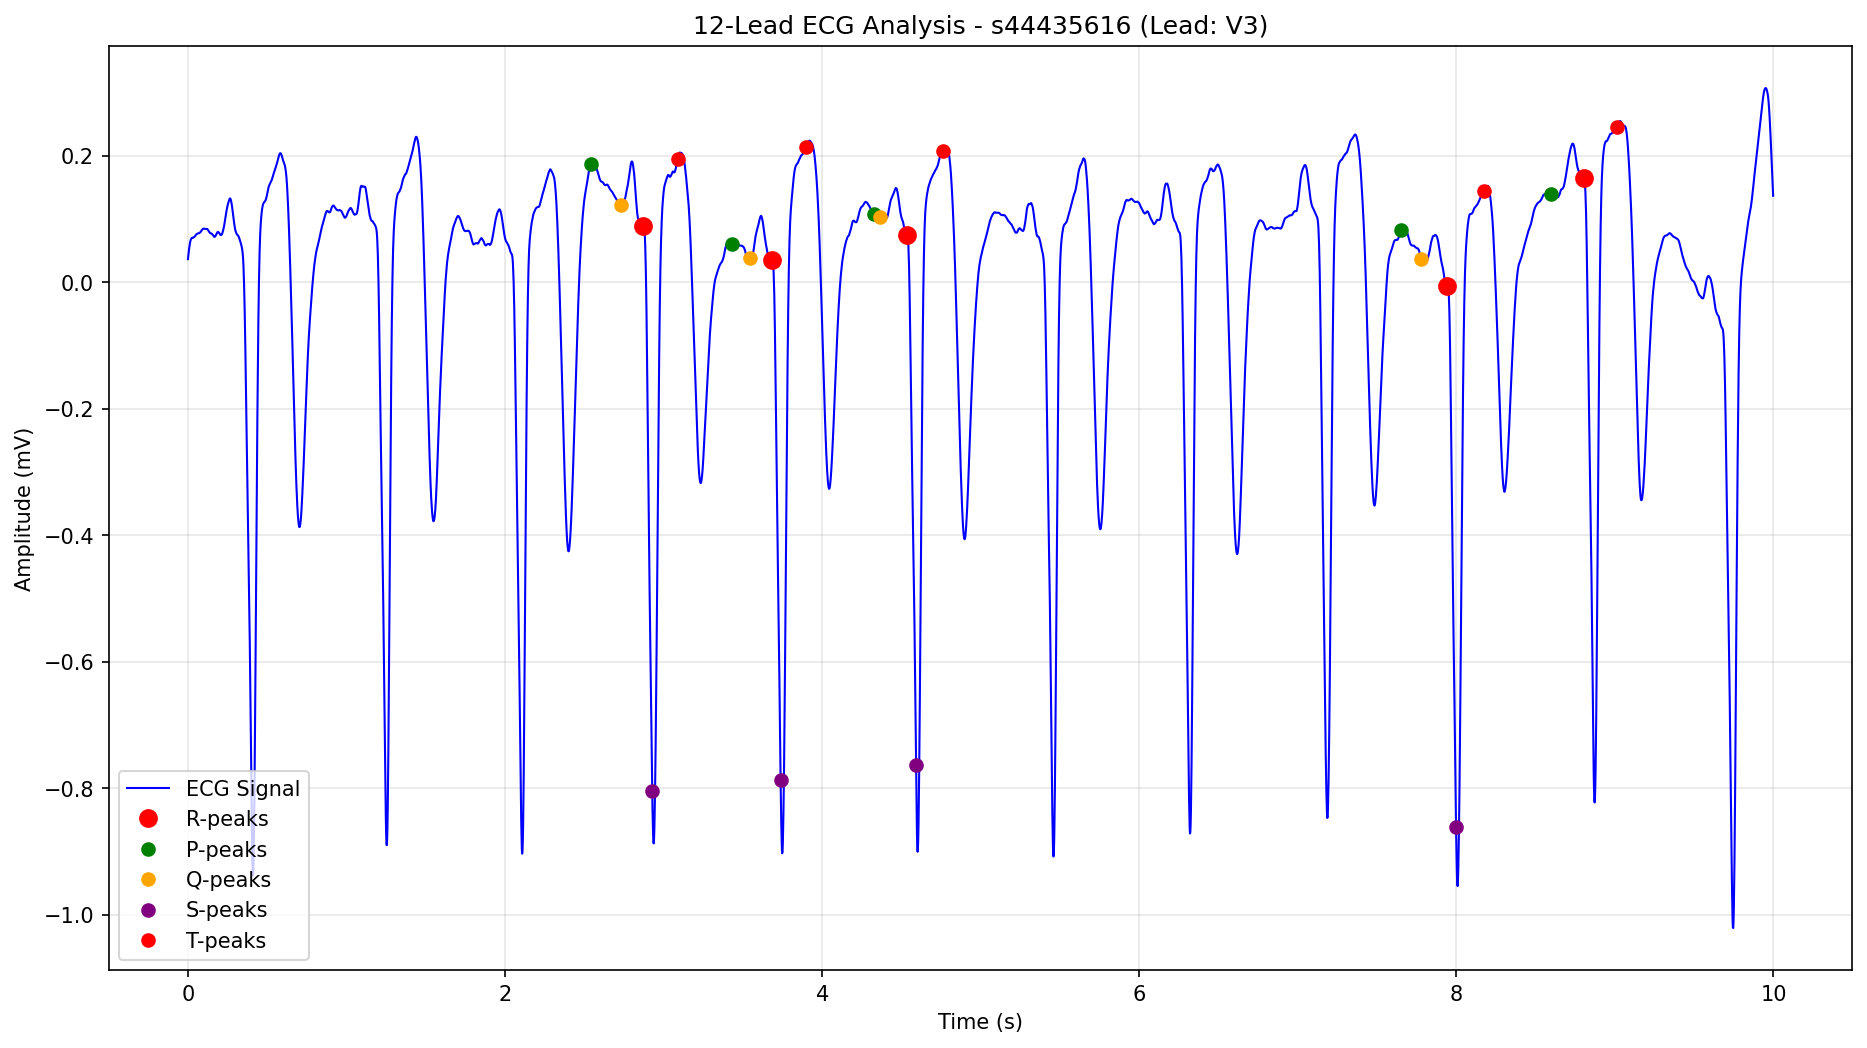 12-Lead ECG Analysis - s44435616 (Lead: V3)
Amplitude (mV)
0.2
0.0
−0.2
−0.4
−0.6
−0.8
−1.0
ECG Signal
R-peaks
P-peaks
Q-peaks
S-peaks
T-peaks
0 2 4 6 8 10
Time (s)